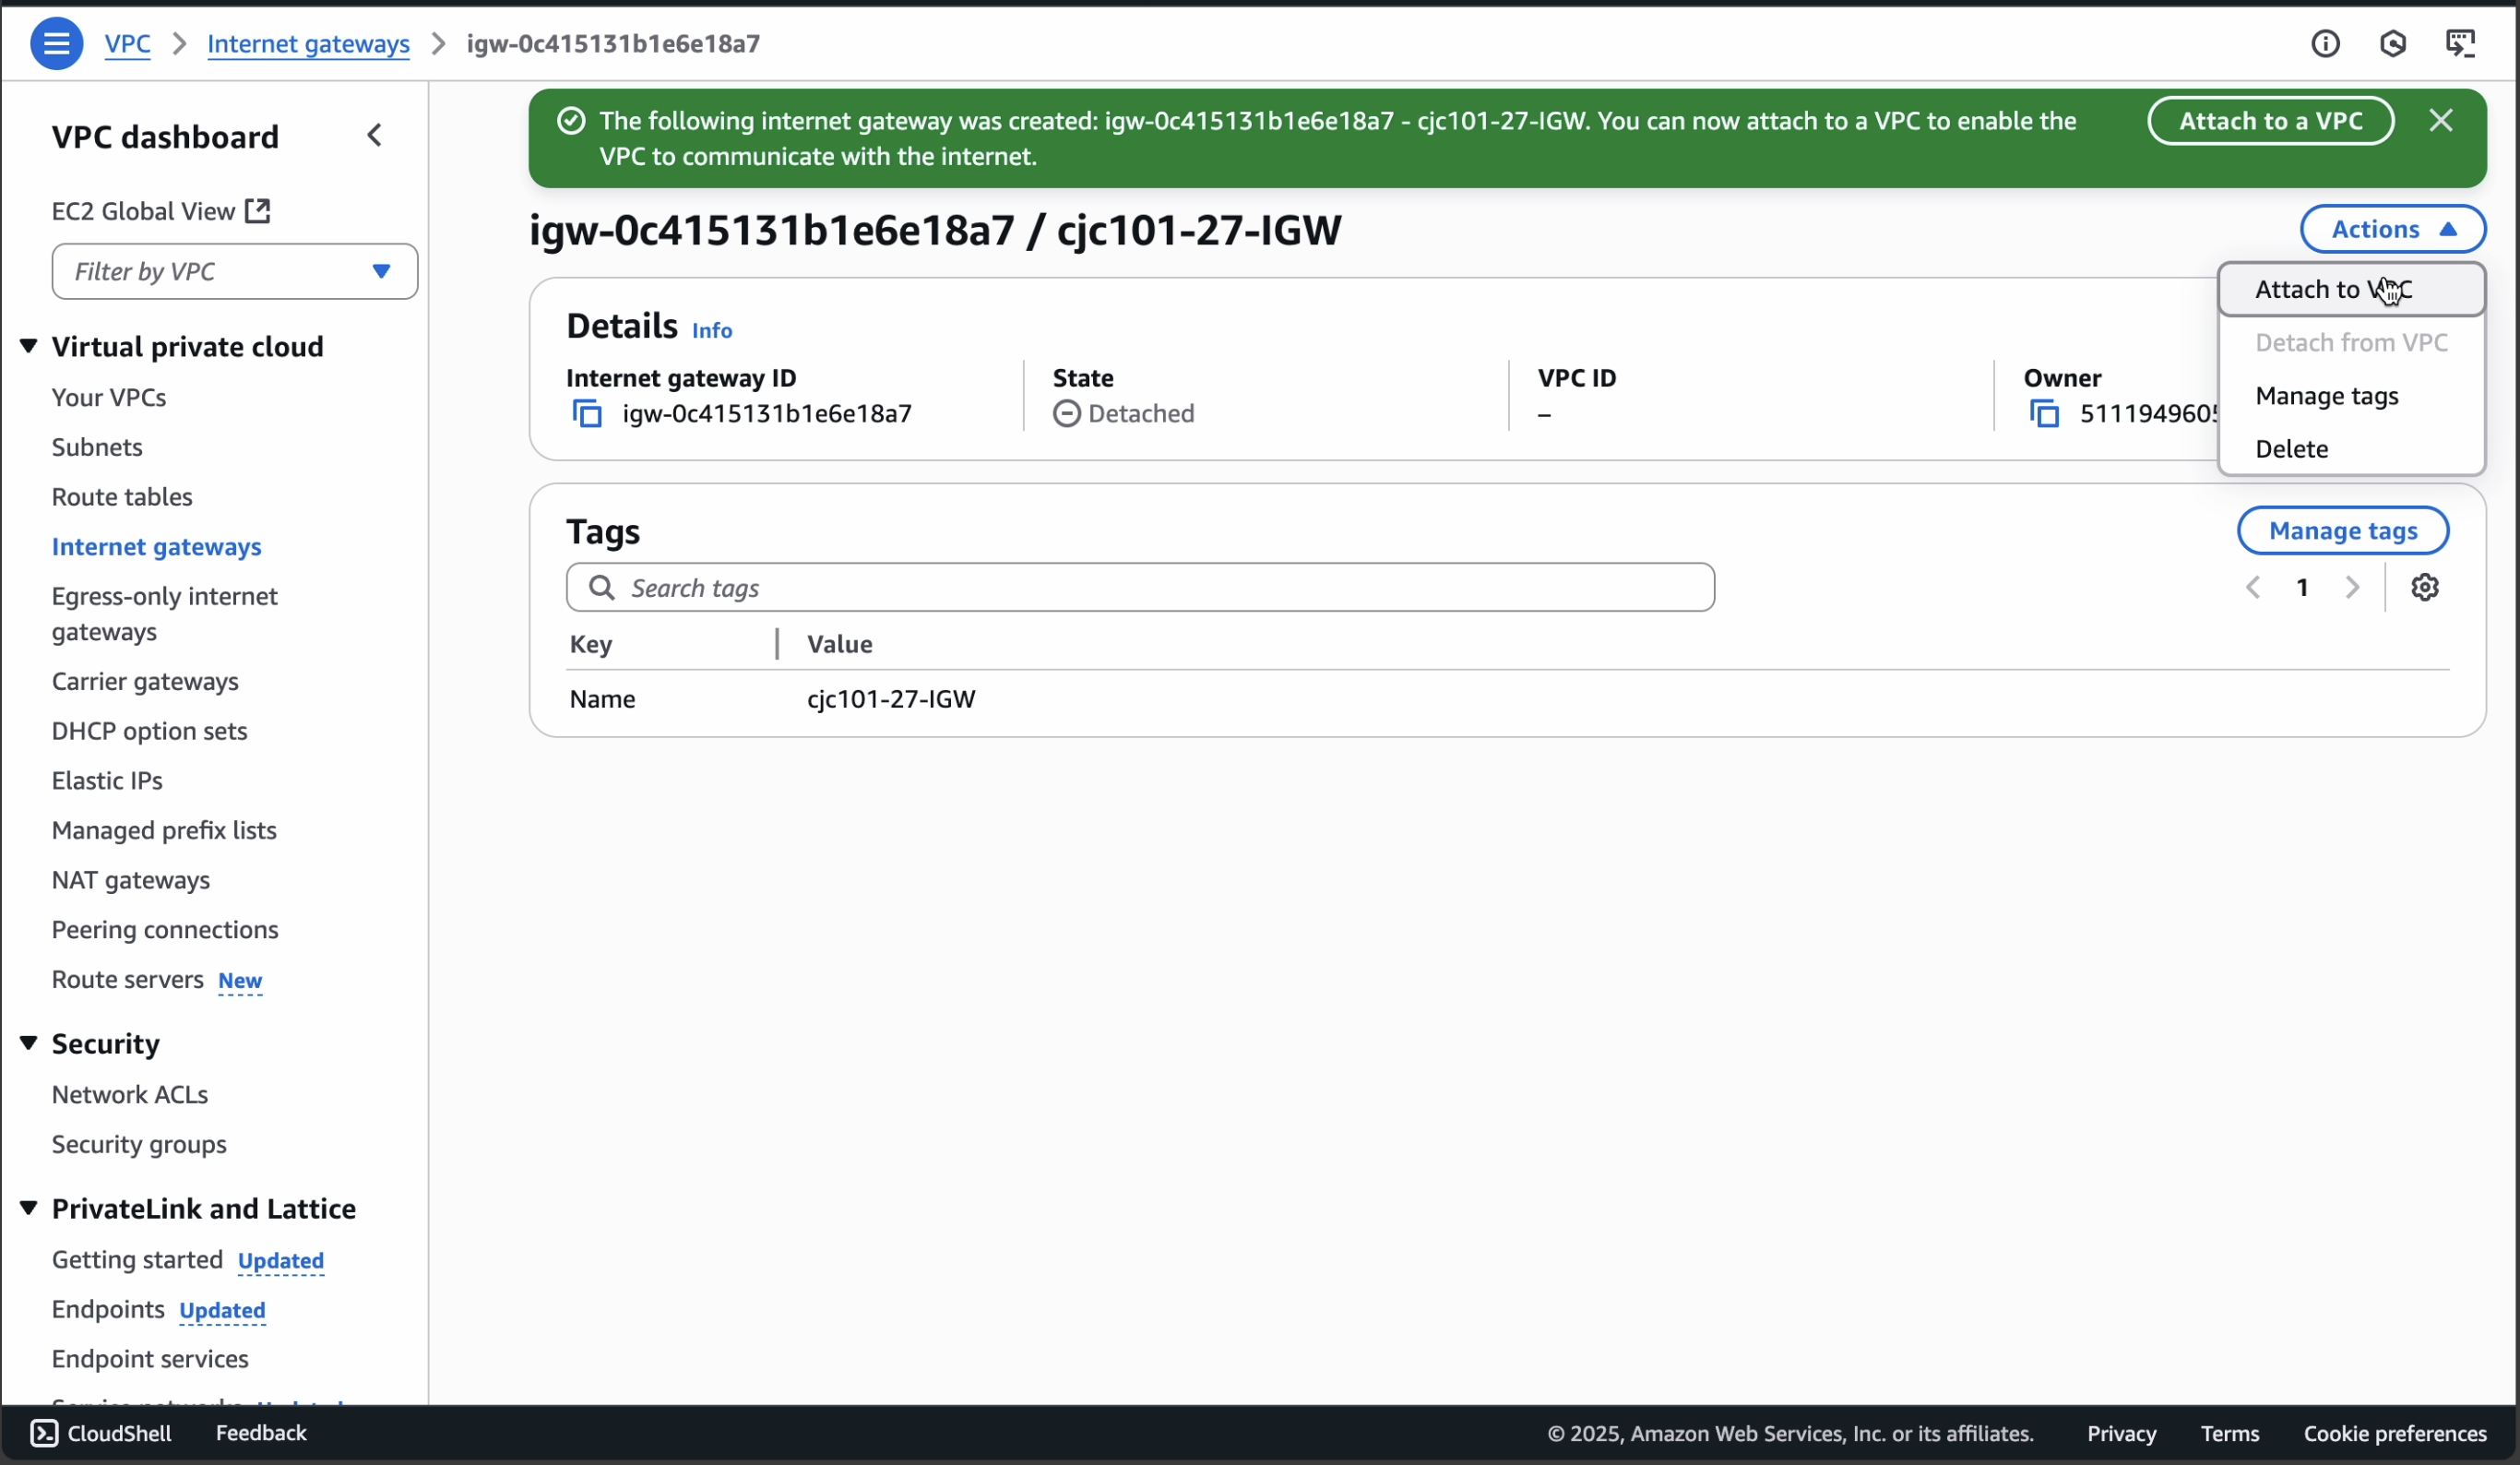 VPC > Internet gateways > igw-0c415131b1e6e18a7
VPC dashboard
EC2 Global View
Filter by VPC
Virtual private cloud
Your VPCs
Subnets
Route tables
Internet gateways
Egress-only internet
gateways
Carrier gateways
DHCP option sets
Elastic IPs
Managed prefix lists
NAT gateways
Peering connections
Route servers New
Security
Network ACLs
Security groups
PrivateLink and Lattice
Getting started Updated
Endpoints Updated
Endpoint services
The following internet gateway was created: igw-0c415131b1e6e18a7 - cjc101-27-IGW. You can now attach to a VPC to enable the
VPC to communicate with the internet.
Attach to a VPC
igw-0c415131b1e6e18a7 / cjc101-27-IGW
Actions
Attach to VPC
Detach from VPC
Manage tags
Delete
Details Info
Internet gateway ID
igw-0c415131b1e6e18a7
State
Detached
VPC ID
–
Owner
511194960
Tags
Manage tags
Search tags
1
Key Value
Name cjc101-27-IGW
CloudShell Feedback © 2025, Amazon Web Services, Inc. or its affiliates. Privacy Terms Cookie preferences